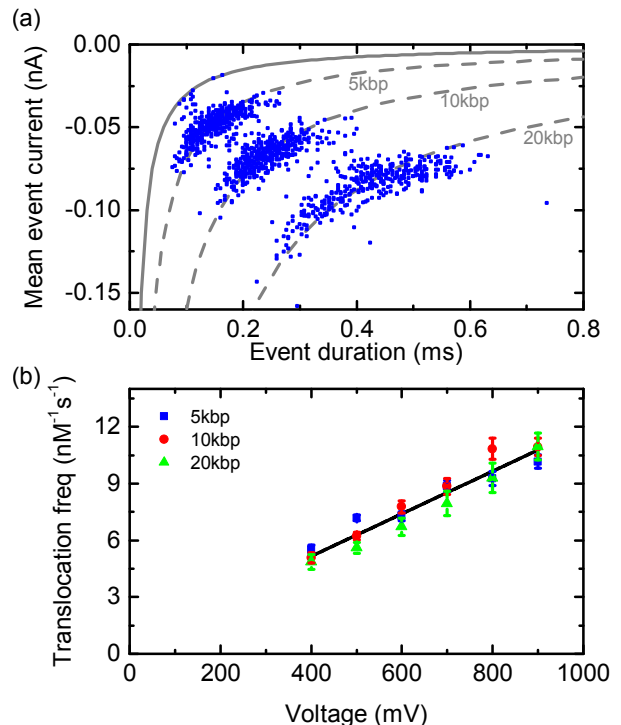 (a)
0.00
-0.05
-0.10
-0.15
Mean event current (nA)
5kbp
10kbp
20kbp
0.0 0.2 0.4 0.6 0.8
Event duration (ms)
(b)
12
9
6
3
0
Translocation freq (nM⁻¹s⁻¹)
5kbp
10kbp
20kbp
0 200 400 600 800 1000
Voltage (mV)